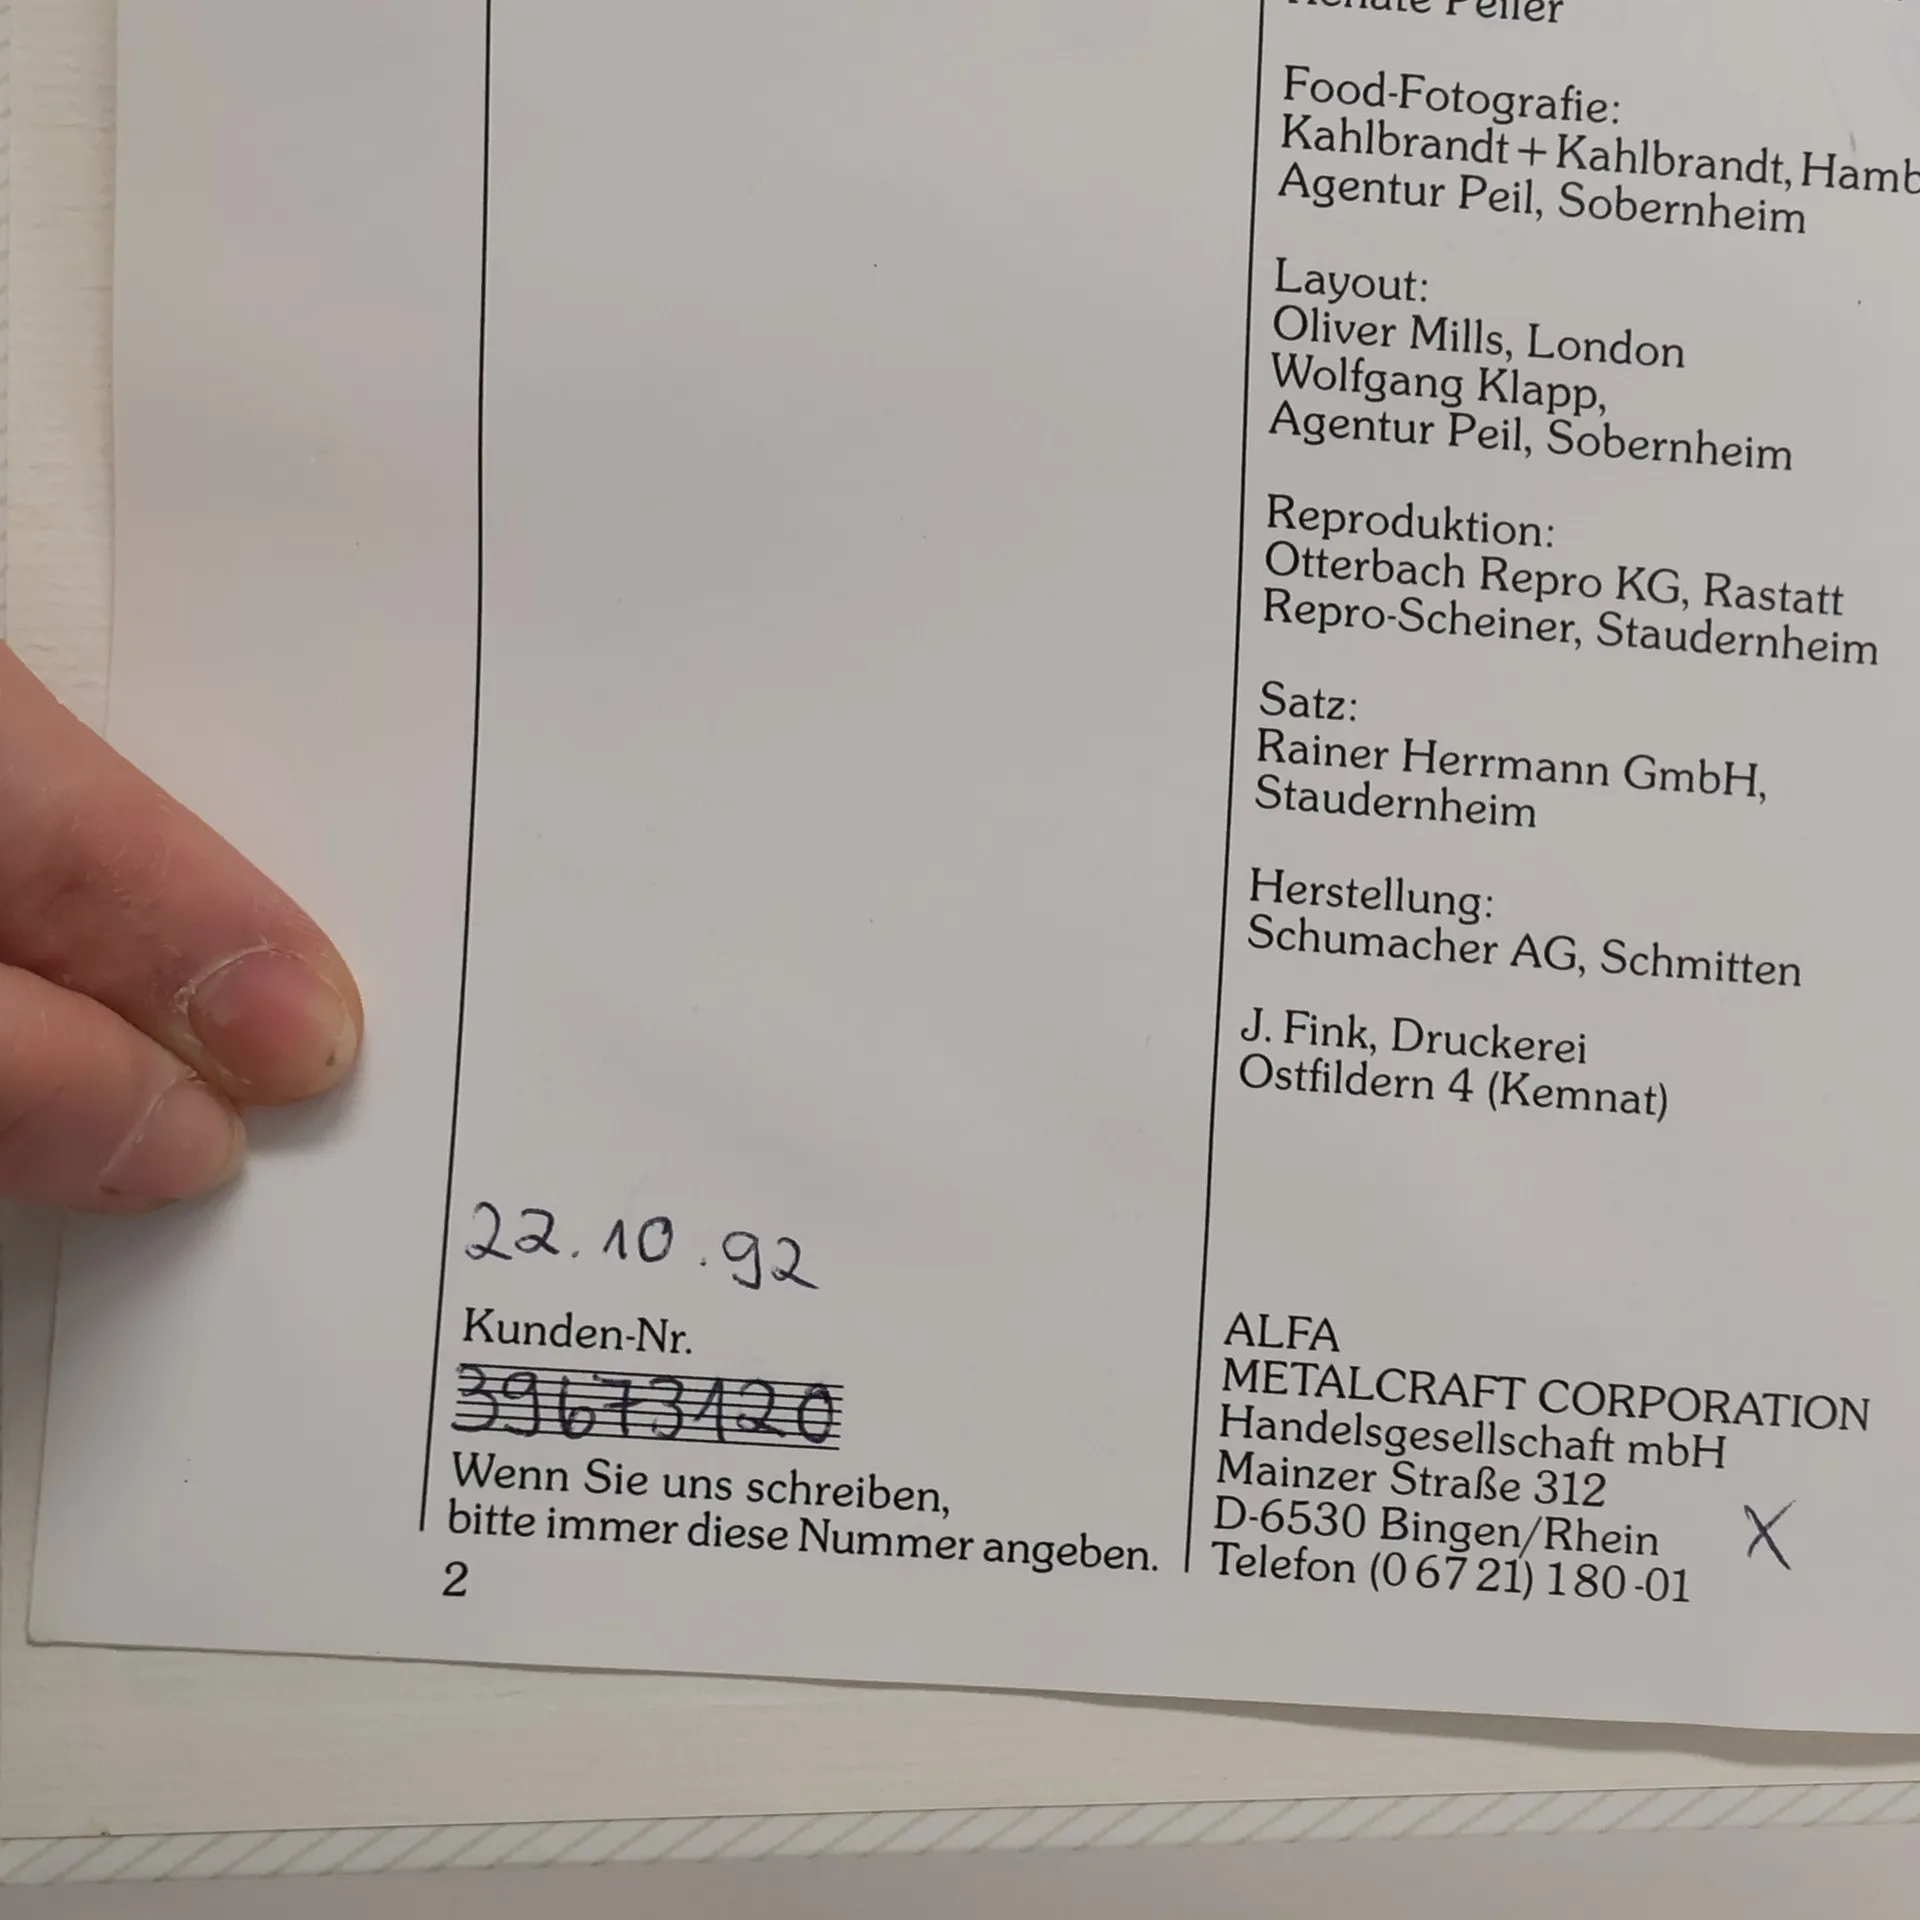 22.10.92
Kunden-Nr.
39673120
Wenn Sie uns schreiben,
bitte immer diese Nummer angeben.
2
Food-Fotografie:
Kahlbrandt + Kahlbrandt, Hamb
Agentur Peil, Sobernheim
Layout:
Oliver Mills, London
Wolfgang Klapp,
Agentur Peil, Sobernheim
Reproduktion:
Otterbach Repro KG, Rastatt
Repro-Scheiner, Staudernheim
Satz:
Rainer Herrmann GmbH,
Staudernheim
Herstellung:
Schumacher AG, Schmitten
J. Fink, Druckerei
Ostfildern 4 (Kemnat)
ALFA
METALCRAFT CORPORATION
Handelsgesellschaft mbH
Mainzer Straße 312
D-6530 Bingen/Rhein
Telefon (0 67 21) 1 80 -01
X